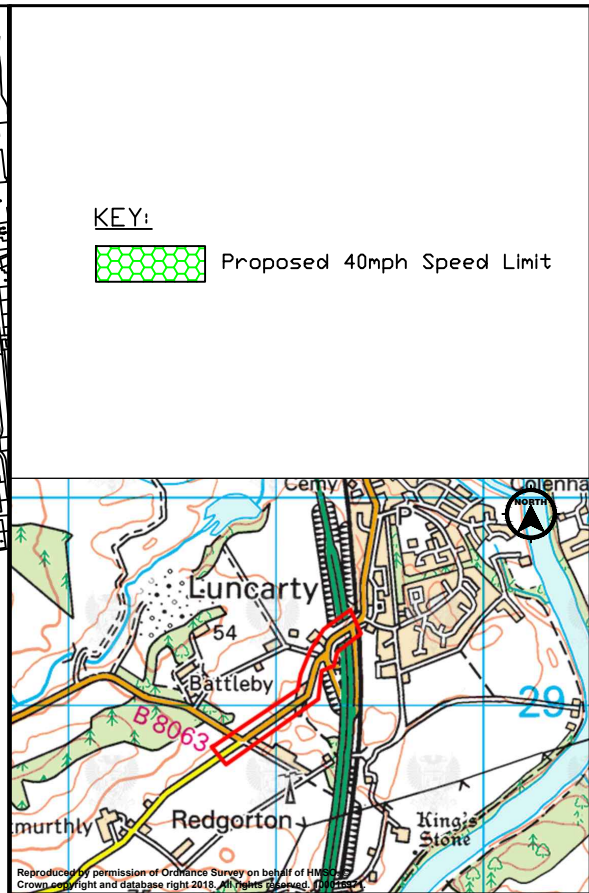 KEY:
Proposed 40mph Speed Limit
Cemy
NORTH
Luncarty
54
Battleby
B 8063
29
Redgorton
King's
Stone
Reproduced by permission of Ordnance Survey on behalf of HMSO.
Crown copyright and database right 2018. All rights reserved.